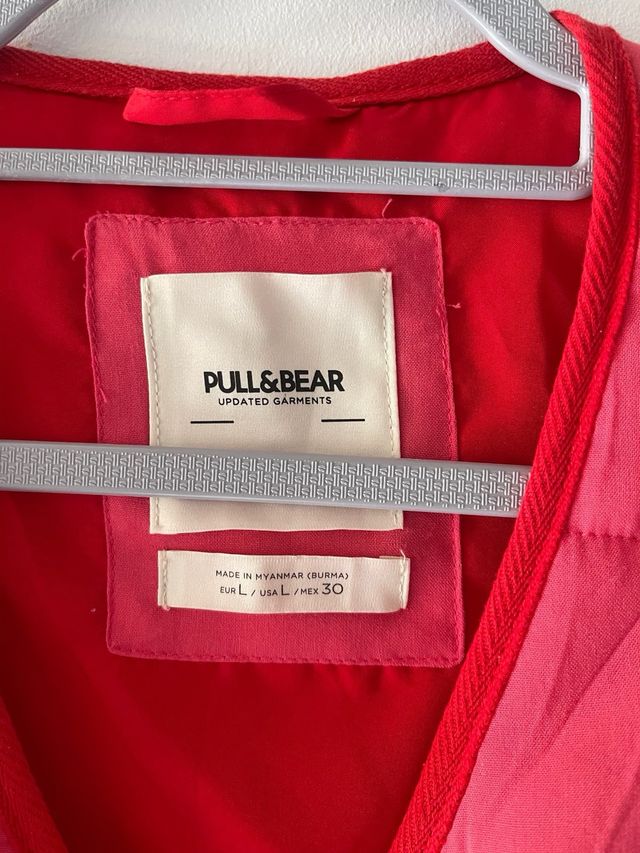 PULL&BEAR
UPDATED GARMENTS
MADE IN MYANMAR (BURMA)
EUR L / USA L / MEX 30